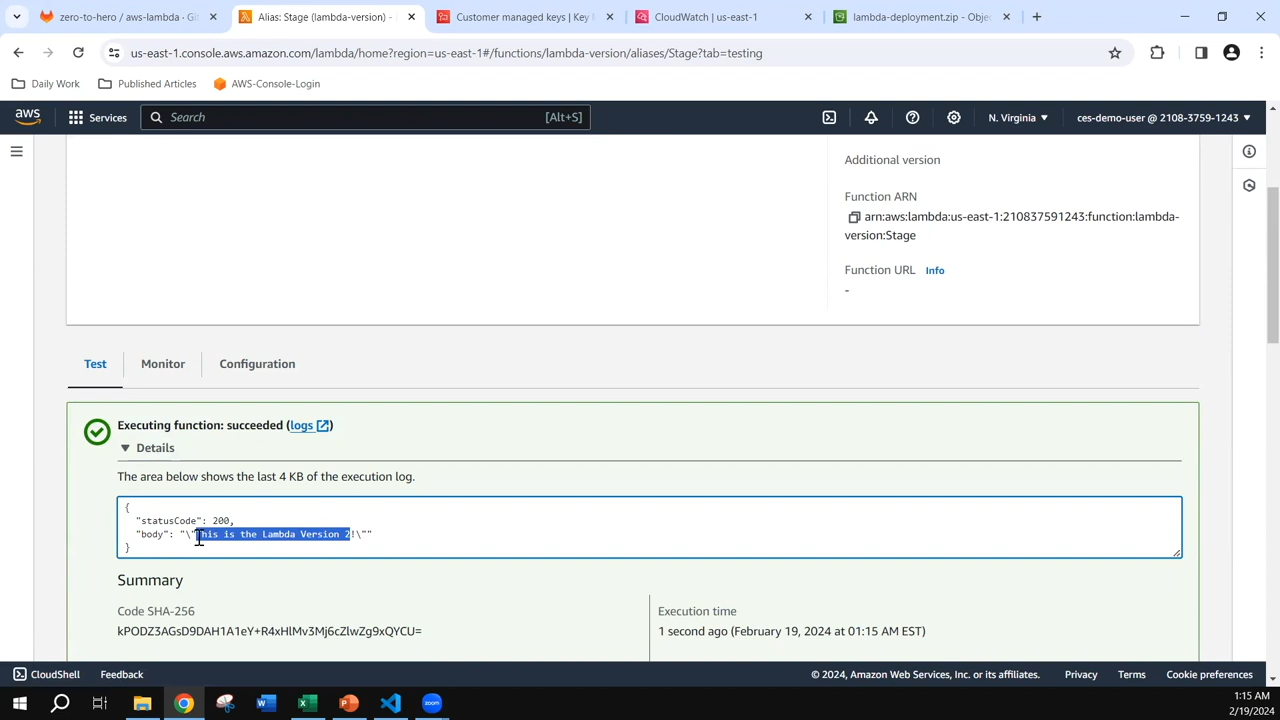 zero-to-hero / aws-lambda · Git
Alias: Stage (lambda-version) -
Customer managed keys | Key M
CloudWatch | us-east-1
lambda-deployment.zip - Objec
us-east-1.console.aws.amazon.com/lambda/home?region=us-east-1#/functions/lambda-version/aliases/Stage?tab=testing
Daily Work
Published Articles
AWS-Console-Login
aws
Services
Search
[Alt+S]
N. Virginia
ces-demo-user @ 2108-3759-1243
Additional version
Function ARN
arn:aws:lambda:us-east-1:210837591243:function:lambda-
version:Stage
Function URL Info
-
Test
Monitor
Configuration
Executing function: succeeded (logs)
Details
The area below shows the last 4 KB of the execution log.
{
"statusCode": 200,
"body": "\"This is the Lambda Version 2!\""
}
Summary
Code SHA-256
kPODZ3AGsD9DAH1A1eY+R4xHlMv3Mj6cZlwZg9xQYCU=
Execution time
1 second ago (February 19, 2024 at 01:15 AM EST)
CloudShell
Feedback
© 2024, Amazon Web Services, Inc. or its affiliates.
Privacy
Terms
Cookie preferences
zoom
1:15 AM
2/19/2024